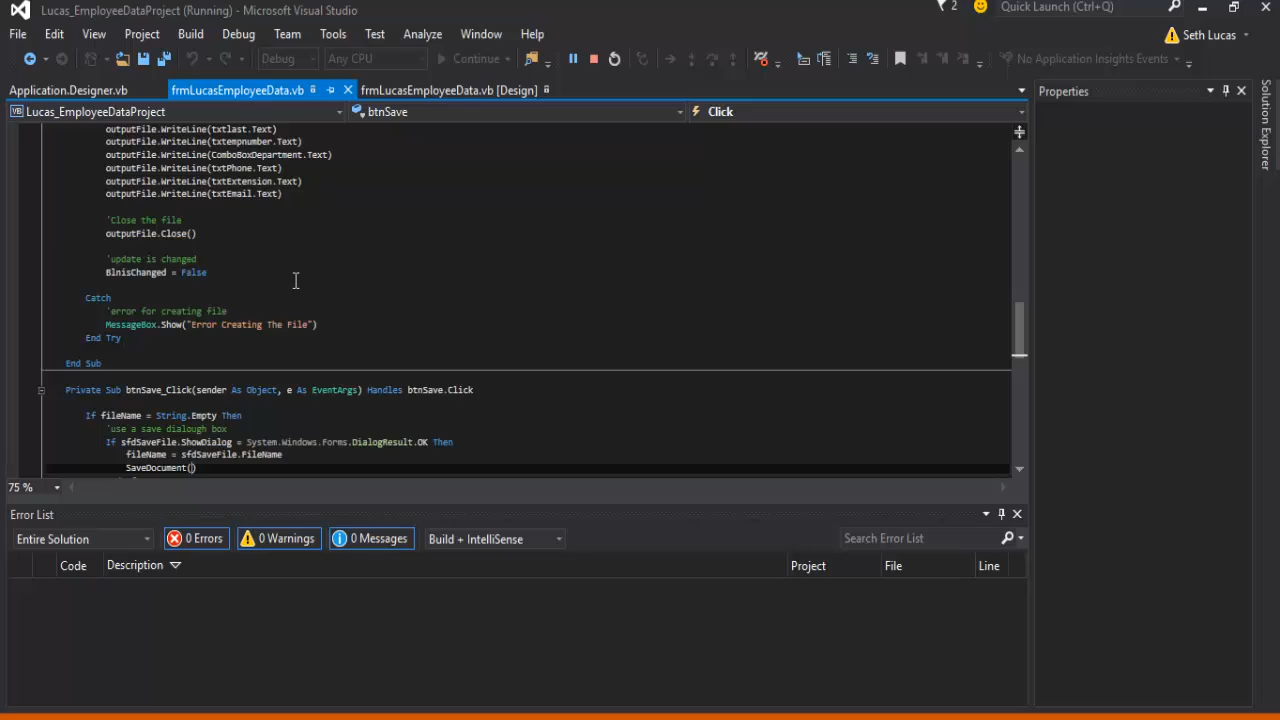 Lucas_EmployeeDataProject (Running) - Microsoft Visual Studio
2
Quick Launch (Ctrl+Q)
File Edit View Project Build Debug Team Tools Test Analyze Window Help
Seth Lucas
Debug Any CPU Continue No Application Insights Events
Application.Designer.vb frmLucasEmployeeData.vb frmLucasEmployeeData.vb [Design]
Properties
Solution Explorer
VB Lucas_EmployeeDataProject btnSave Click
outputFile.WriteLine(txtlast.Text)
outputFile.WriteLine(txtempnumber.Text)
outputFile.WriteLine(ComboBoxDepartment.Text)
outputFile.WriteLine(txtPhone.Text)
outputFile.WriteLine(txtExtension.Text)
outputFile.WriteLine(txtEmail.Text)
'Close the file
outputFile.Close()
'update is changed
BlnisChanged = False
Catch
'error for creating file
MessageBox.Show("Error Creating The File")
End Try
End Sub
Private Sub btnSave_Click(sender As Object, e As EventArgs) Handles btnSave.Click
If fileName = String.Empty Then
'use a save dialough box
If sfdSaveFile.ShowDialog = System.Windows.Forms.DialogResult.OK Then
fileName = sfdSaveFile.FileName
SaveDocument()
75 %
Error List
Entire Solution 0 Errors 0 Warnings 0 Messages Build + IntelliSense Search Error List
Code Description Project File Line